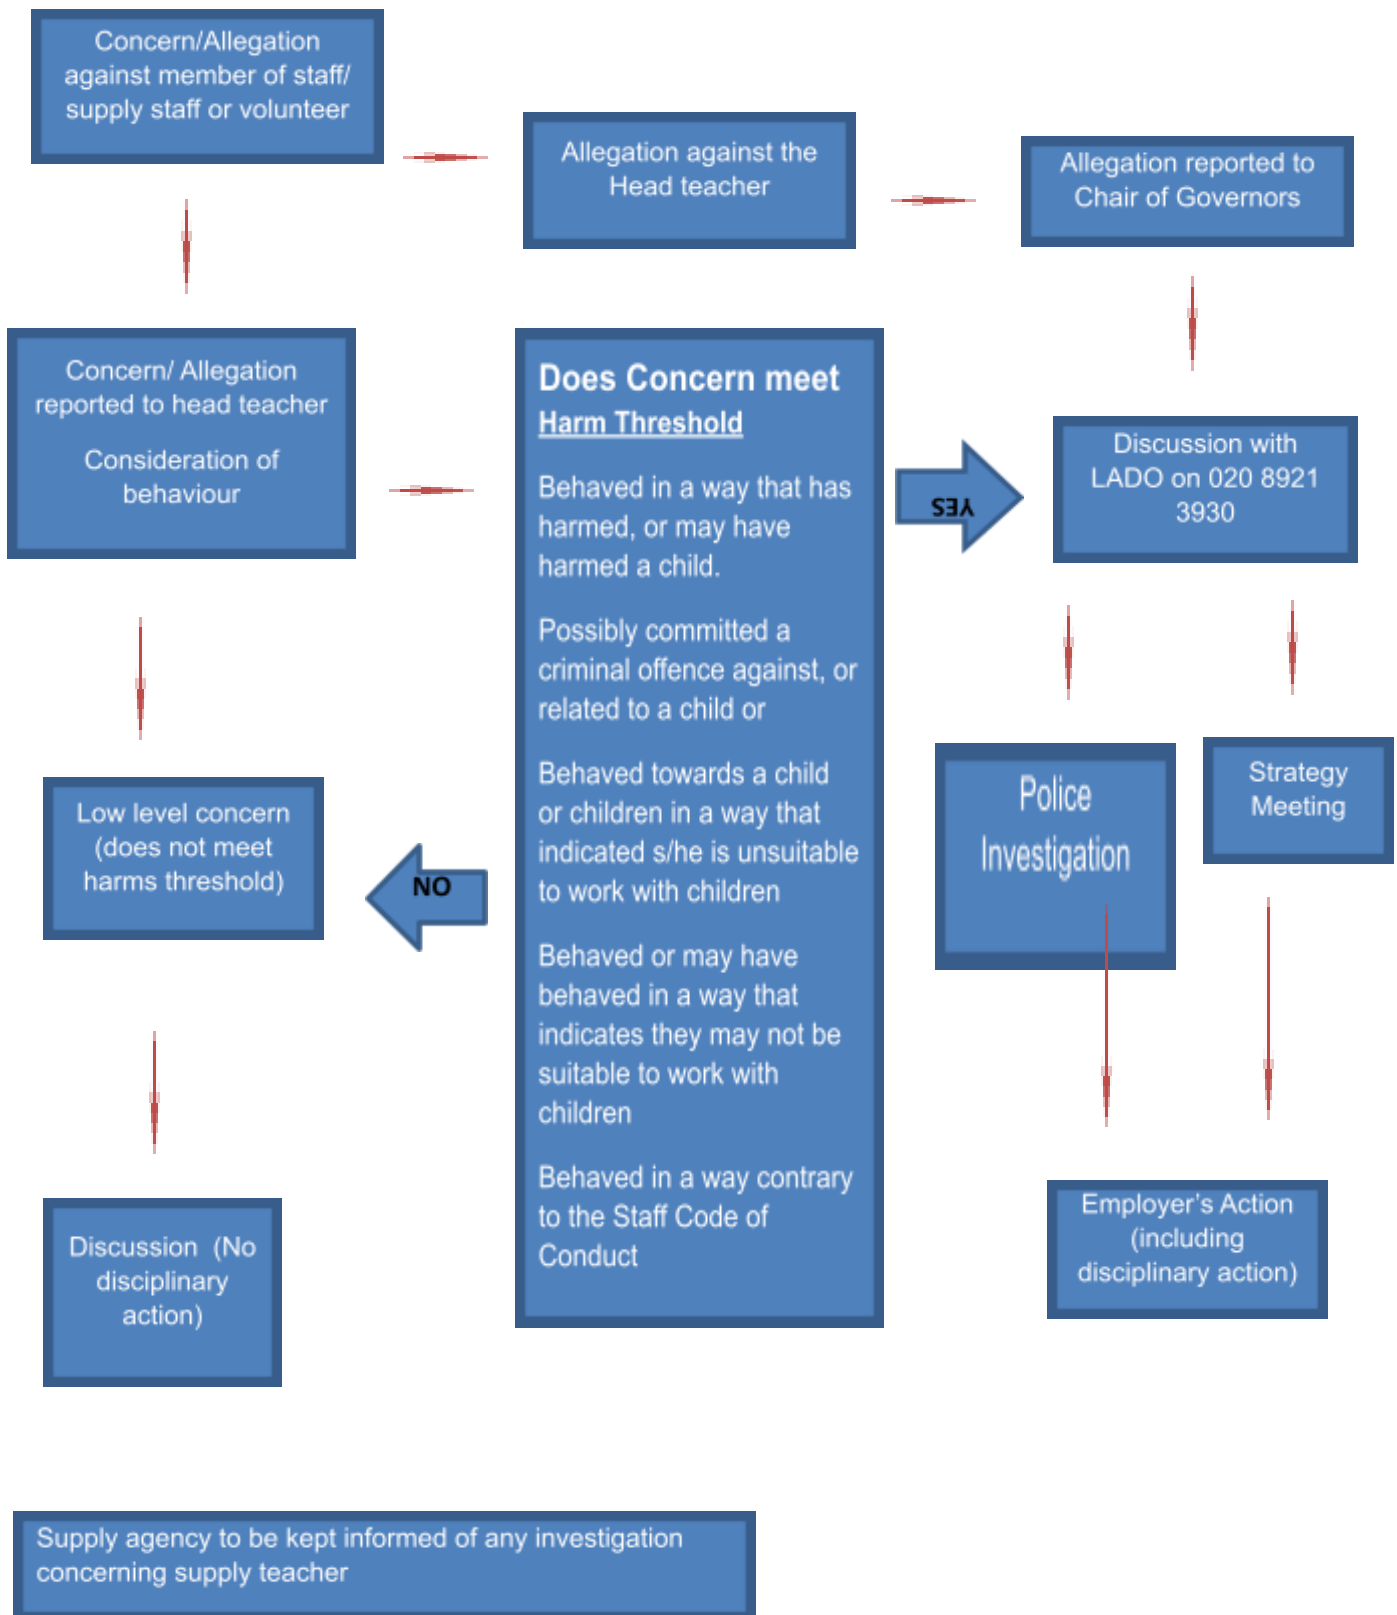 Concern/Allegation
against member of staff/
supply staff or volunteer
Allegation against the
Head teacher
Allegation reported to
Chair of Governors
Concern/ Allegation
reported to head teacher
Consideration of
behaviour
Does Concern meet
Harm Threshold
Behaved in a way that has
harmed, or may have
harmed a child.
Possibly committed a
criminal offence against, or
related to a child or
Behaved towards a child
or children in a way that
indicated s/he is unsuitable
to work with children
Behaved or may have
behaved in a way that
indicates they may not be
suitable to work with
children
Behaved in a way contrary
to the Staff Code of
Conduct
YES
Discussion with
LADO on 020 8921
3930
Low level concern
(does not meet
harms threshold)
NO
Police
Investigation
Strategy
Meeting
Discussion (No
disciplinary
action)
Employer’s Action
(including
disciplinary action)
Supply agency to be kept informed of any investigation
concerning supply teacher